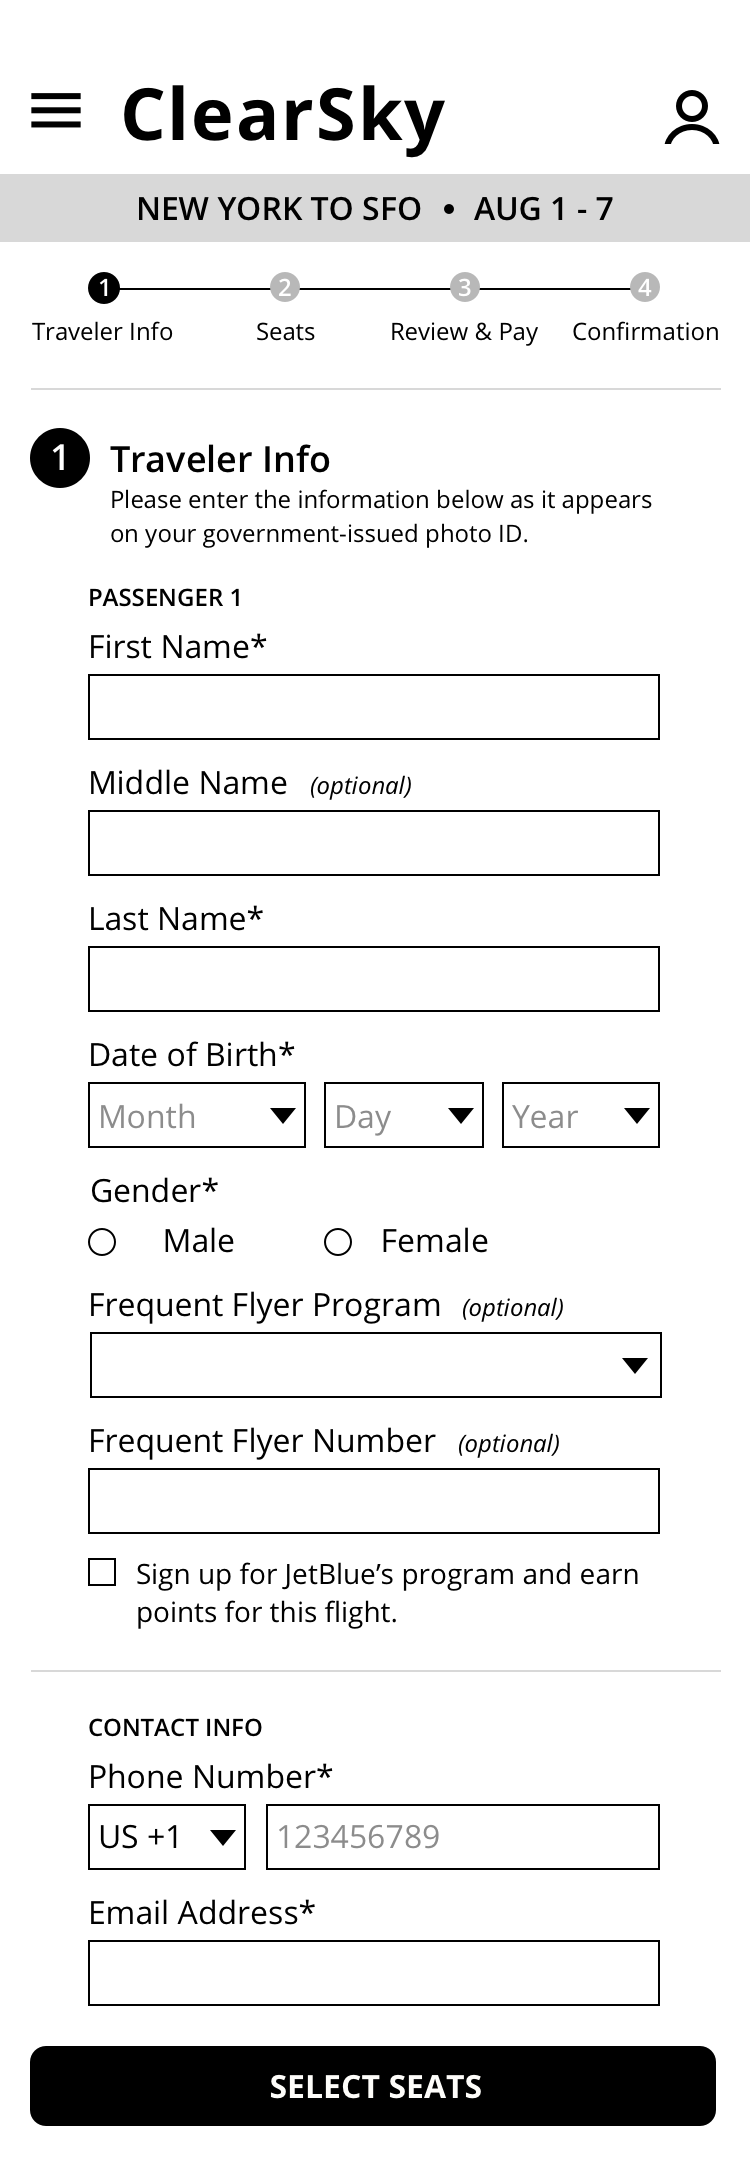 ClearSky
NEW YORK TO SFO • AUG 1 - 7
1 2 3 4
Traveler Info Seats Review & Pay Confirmation
1 Traveler Info
Please enter the information below as it appears
on your government-issued photo ID.
PASSENGER 1
First Name*
Middle Name (optional)
Last Name*
Date of Birth*
Month Day Year
Gender*
Male Female
Frequent Flyer Program (optional)
Frequent Flyer Number (optional)
Sign up for JetBlue’s program and earn
points for this flight.
CONTACT INFO
Phone Number*
US +1 123456789
Email Address*
SELECT SEATS